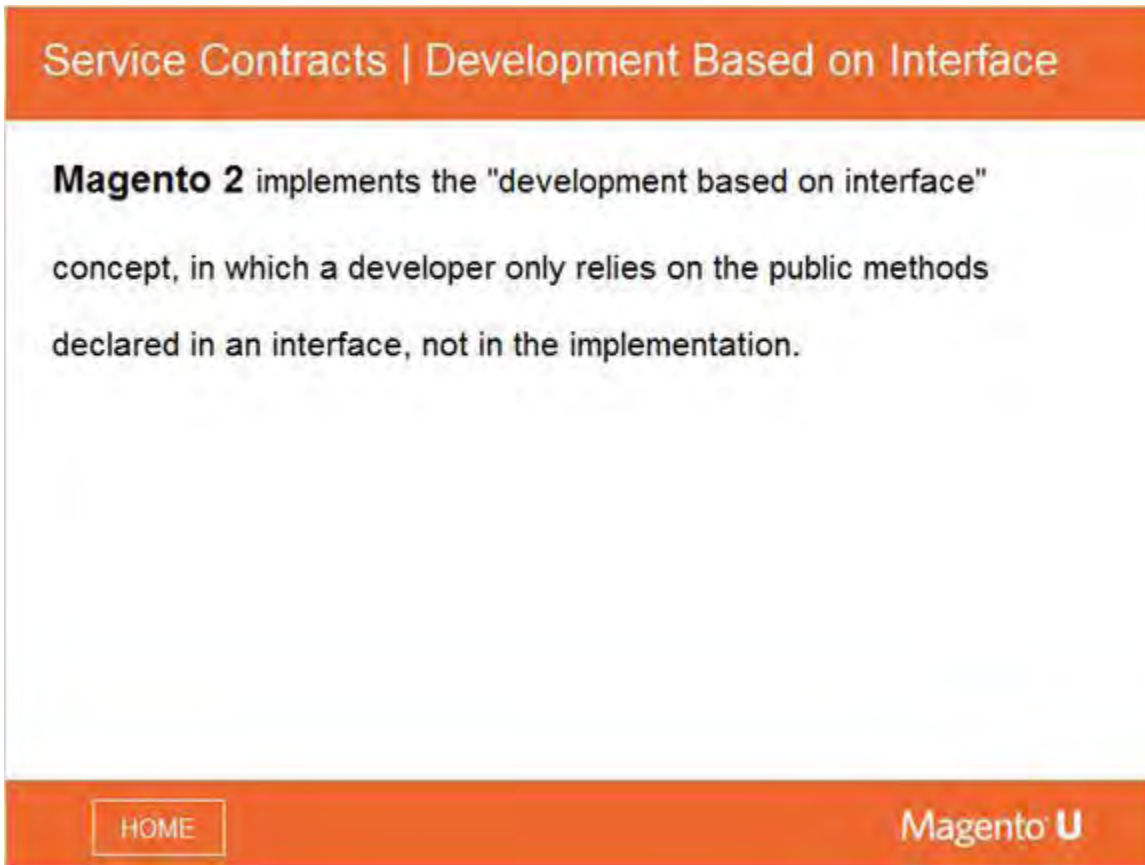 Service Contracts | Development Based on Interface
Magento 2 implements the "development based on interface"
concept, in which a developer only relies on the public methods
declared in an interface, not in the implementation.
HOME
Magento U